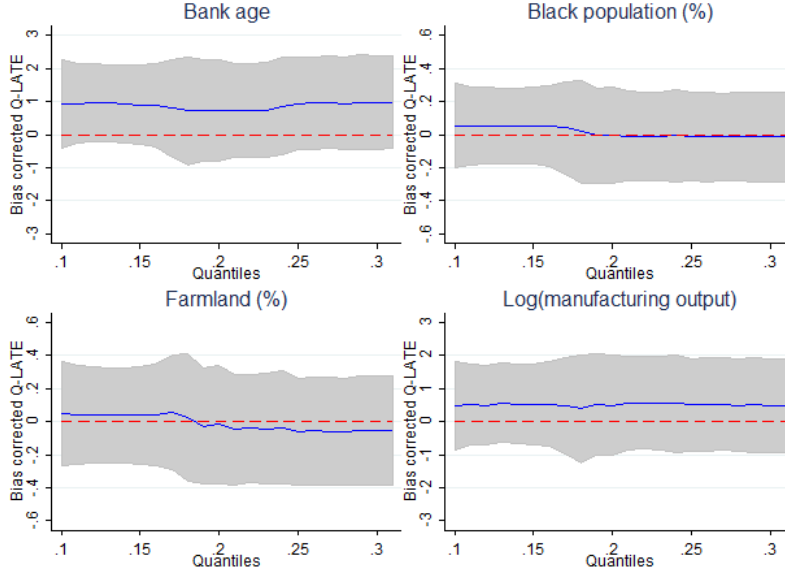 Bank age
Bias corrected Q-LATE
3
2
1
0
-1
-2
-3
.1 .15 .2 .25 .3
Quantiles
Black population (%)
Bias corrected Q-LATE
.6
.4
.2
0
-.2
-.4
-.6
.1 .15 .2 .25 .3
Quantiles
Farmland (%)
Bias corrected Q-LATE
.6
.4
.2
0
-.2
-.4
-.6
.1 .15 .2 .25 .3
Quantiles
Log(manufacturing output)
Bias corrected Q-LATE
3
2
1
0
-1
-2
-3
.1 .15 .2 .25 .3
Quantiles